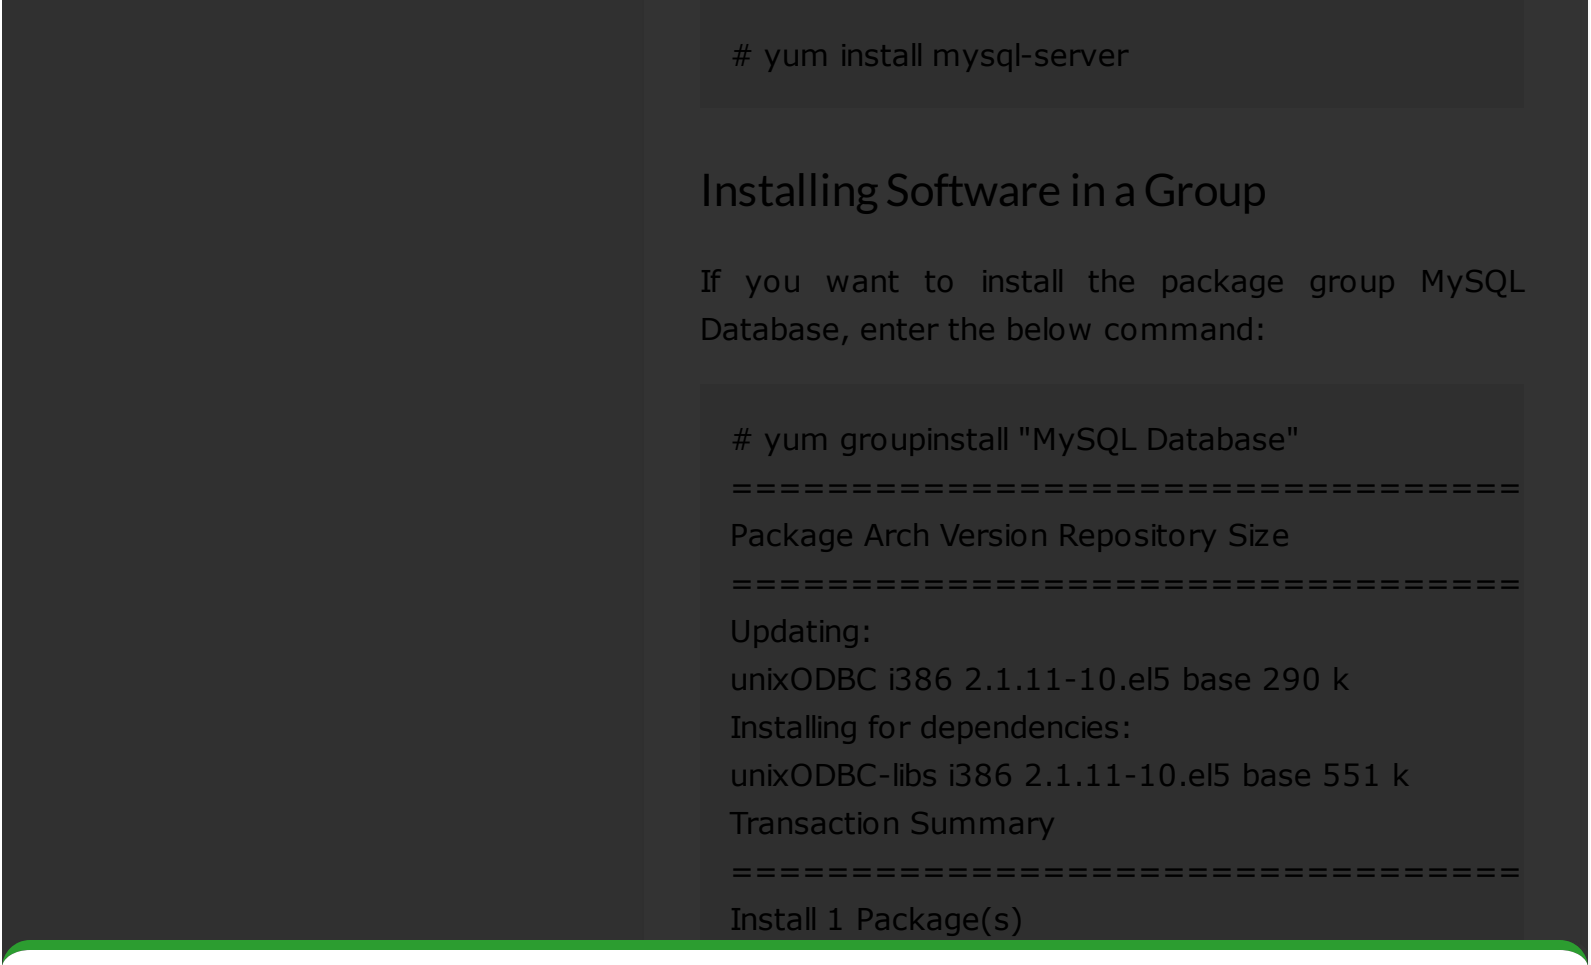 # yum install mysql-server
Installing Software in a Group
If you want to install the package group MySQL
Database, enter the below command:
# yum groupinstall "MySQL Database"
=================================
Package Arch Version Repository Size
=================================
Updating:
unixODBC i386 2.1.11-10.el5 base 290 k
Installing for dependencies:
unixODBC-libs i386 2.1.11-10.el5 base 551 k
Transaction Summary
=================================
Install 1 Package(s)